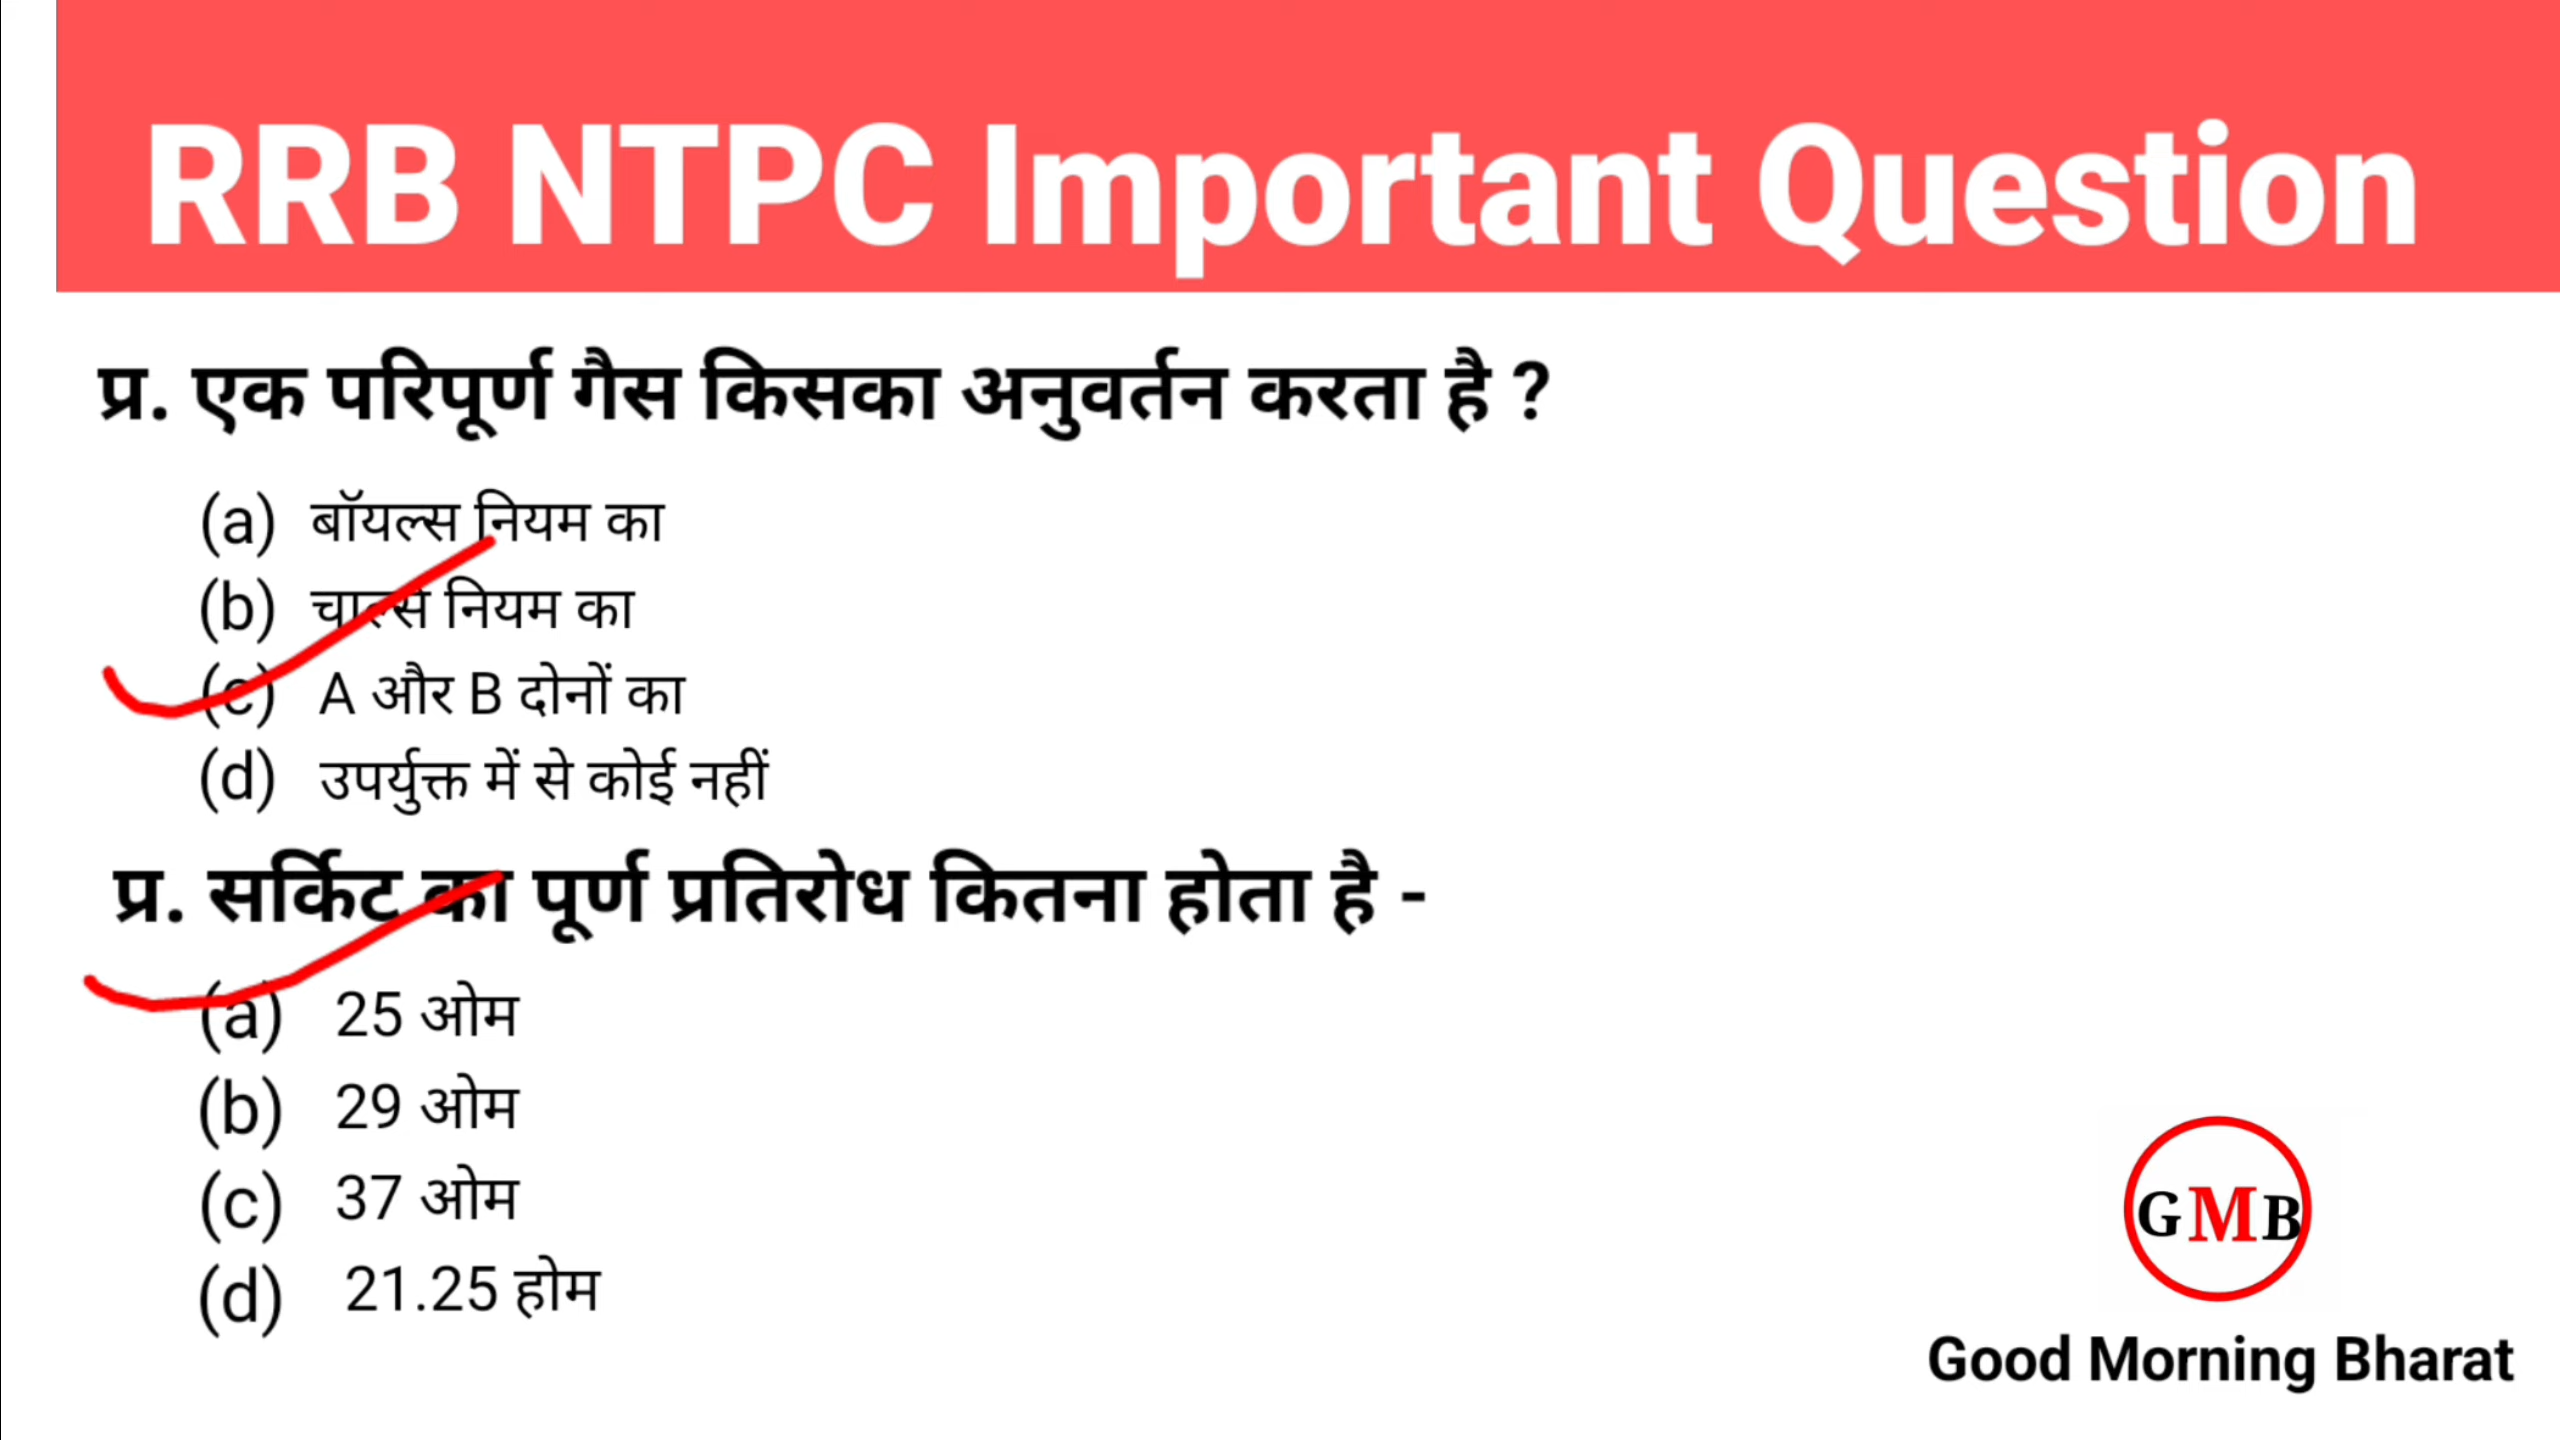 RRB NTPC Important Question
प्र. एक परिपूर्ण गैस किसका अनुवर्तन करता है ?
(a) बॉयल्स नियम का
(b) चार्ल्स नियम का
(c) A और B दोनों का
(d) उपर्युक्त में से कोई नहीं
प्र. सर्किट का पूर्ण प्रतिरोध कितना होता है -
(a) 25 ओम
(b) 29 ओम
(c) 37 ओम
(d) 21.25 होम
GMB
Good Morning Bharat